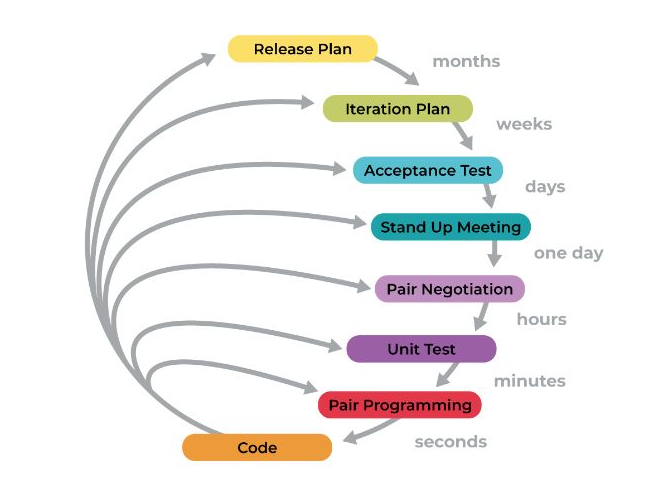 Release Plan
months
Iteration Plan
weeks
Acceptance Test
days
Stand Up Meeting
one day
Pair Negotiation
hours
Unit Test
minutes
Pair Programming
seconds
Code